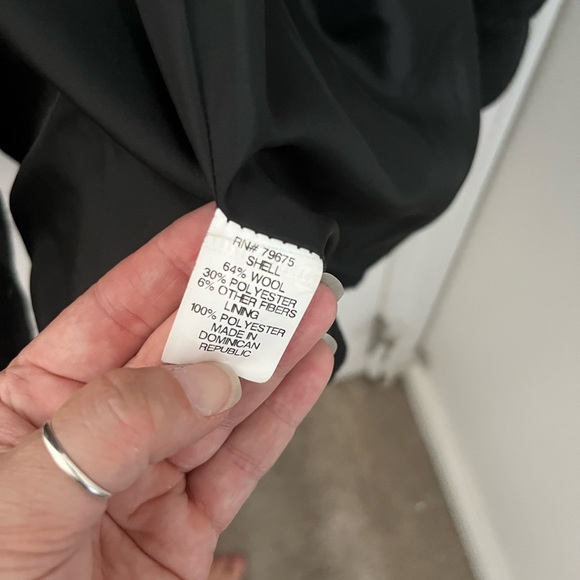 RN# 79675
SHELL
64% WOOL
30% POLYESTER
6% OTHER FIBERS
LINING
100% POLYESTER
MADE IN
DOMINICAN
REPUBLIC